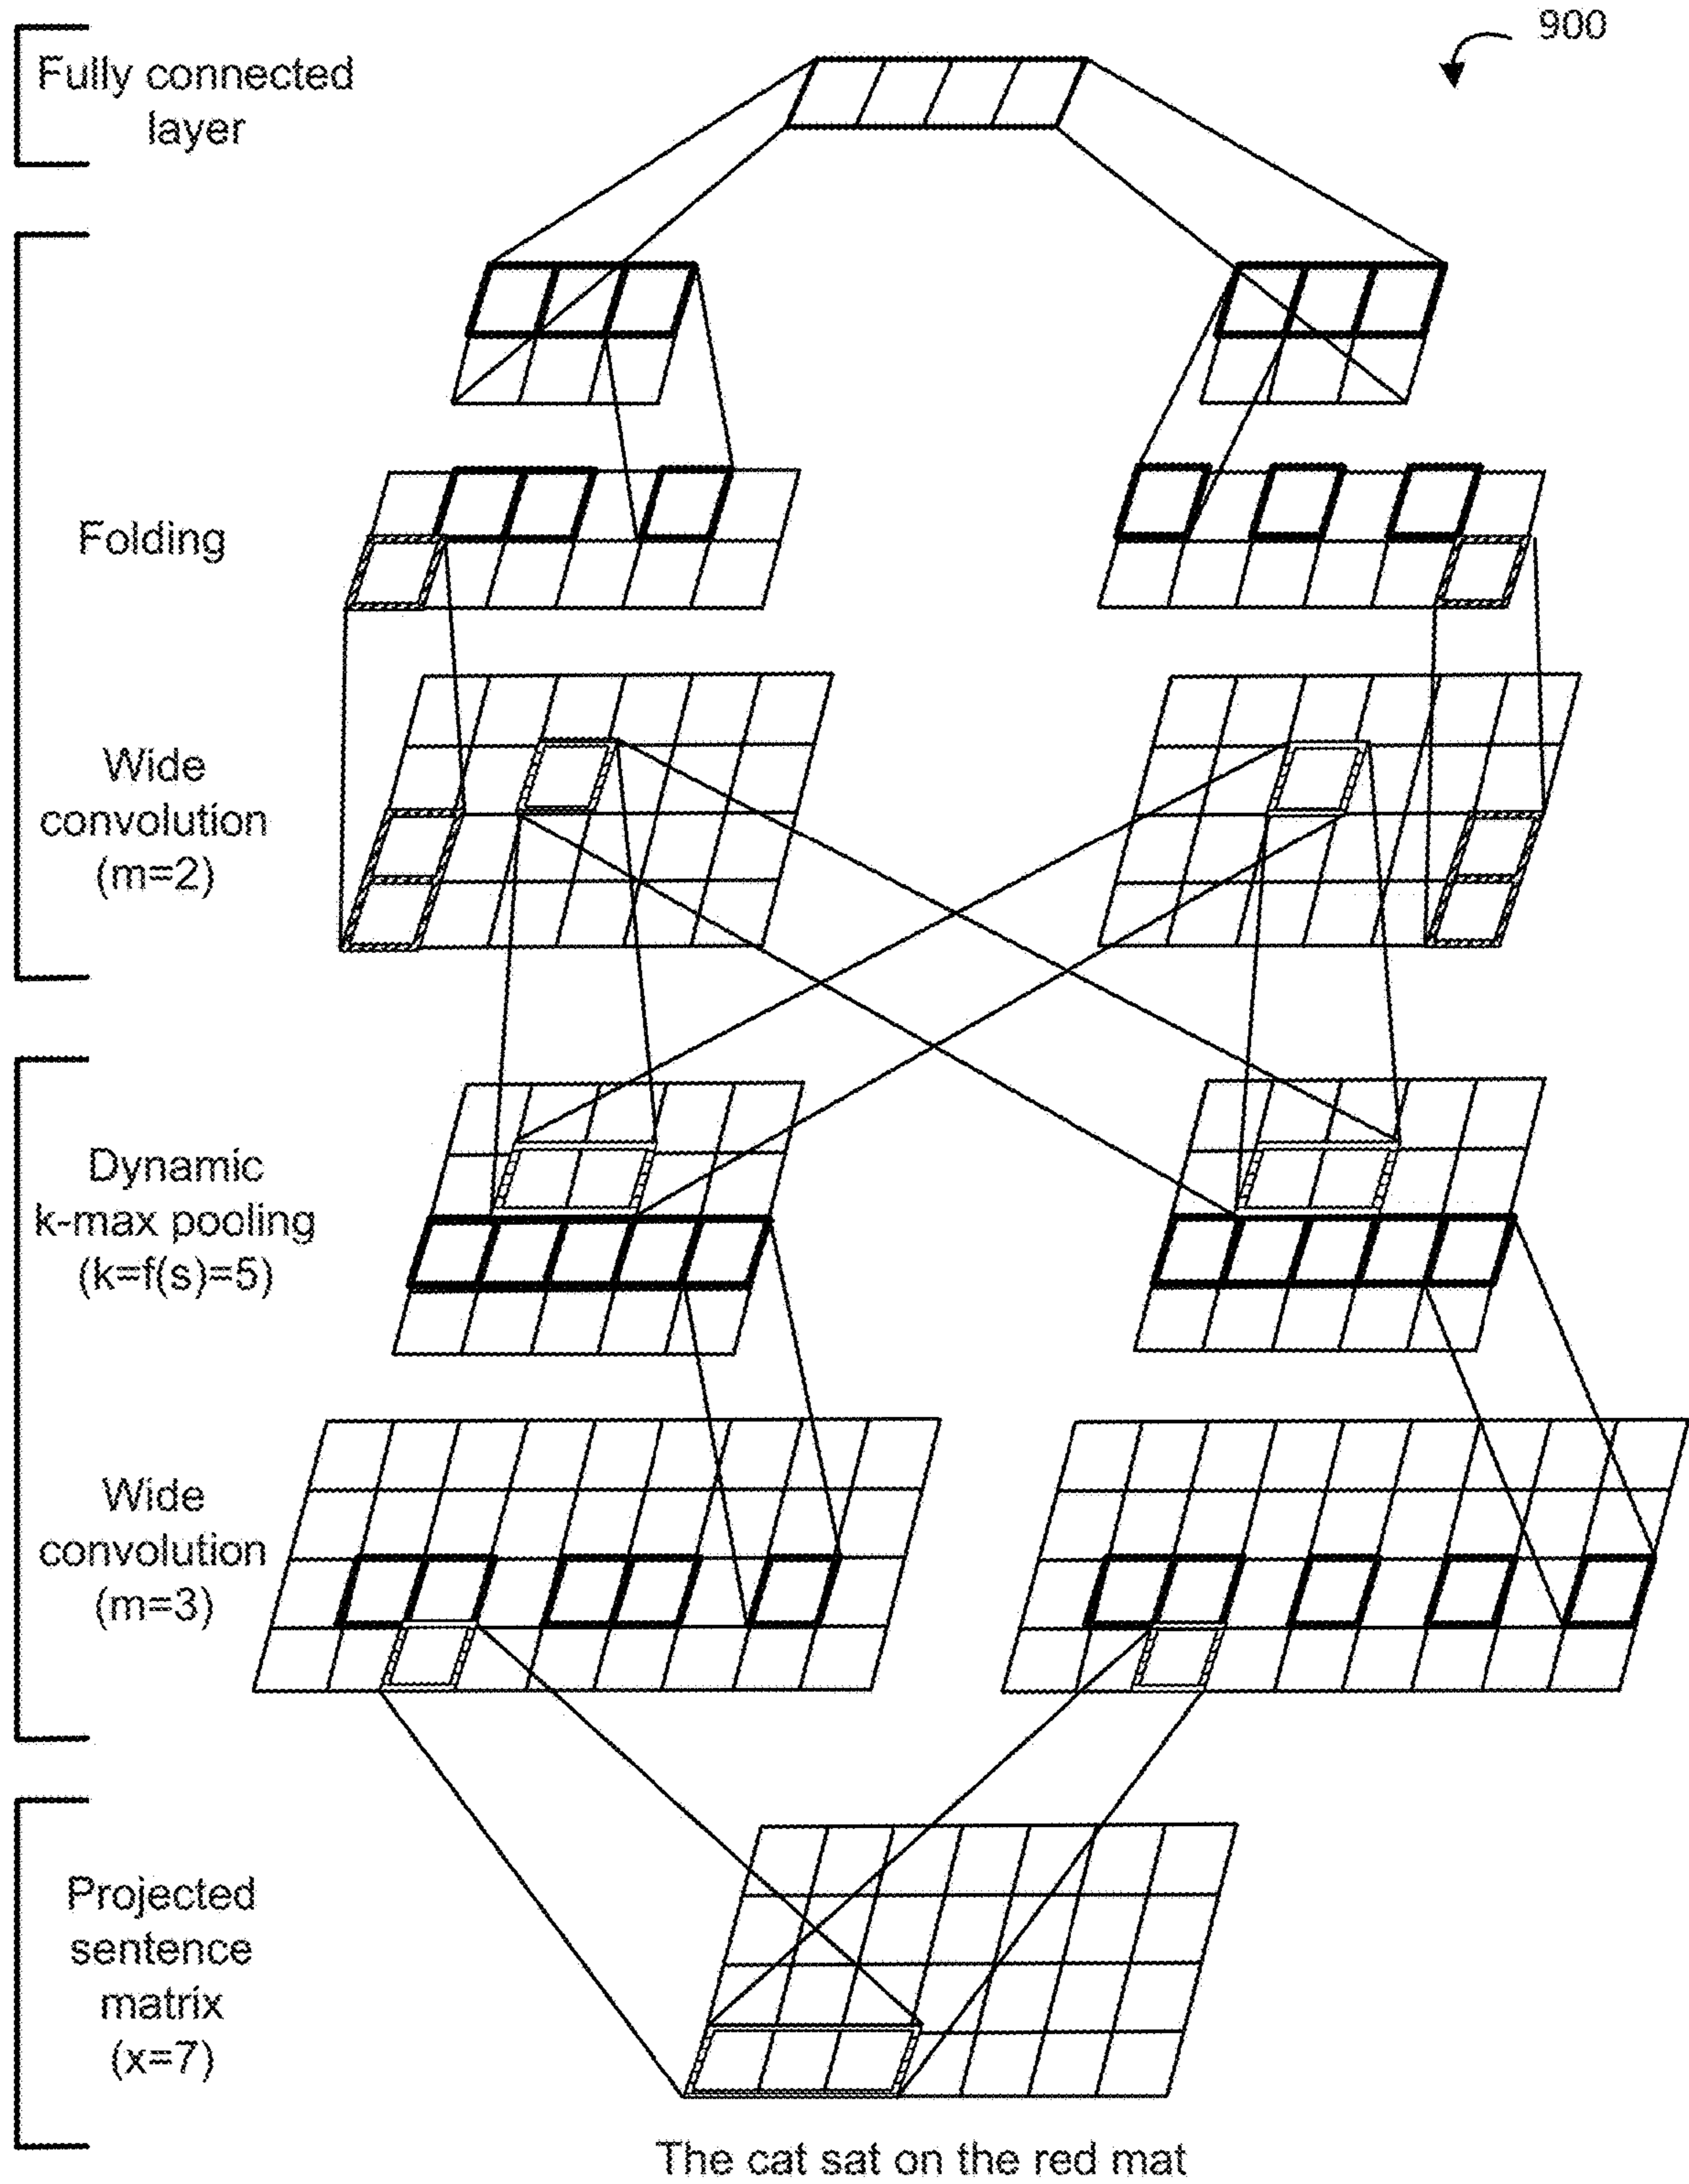 900
Fully connected
layer
Folding
Wide
convolution
(m=2)
Dynamic
k-max pooling
(k=f(s)=5)
Wide
convolution
(m=3)
Projected
sentence
matrix
(x=7)
The cat sat on the red mat